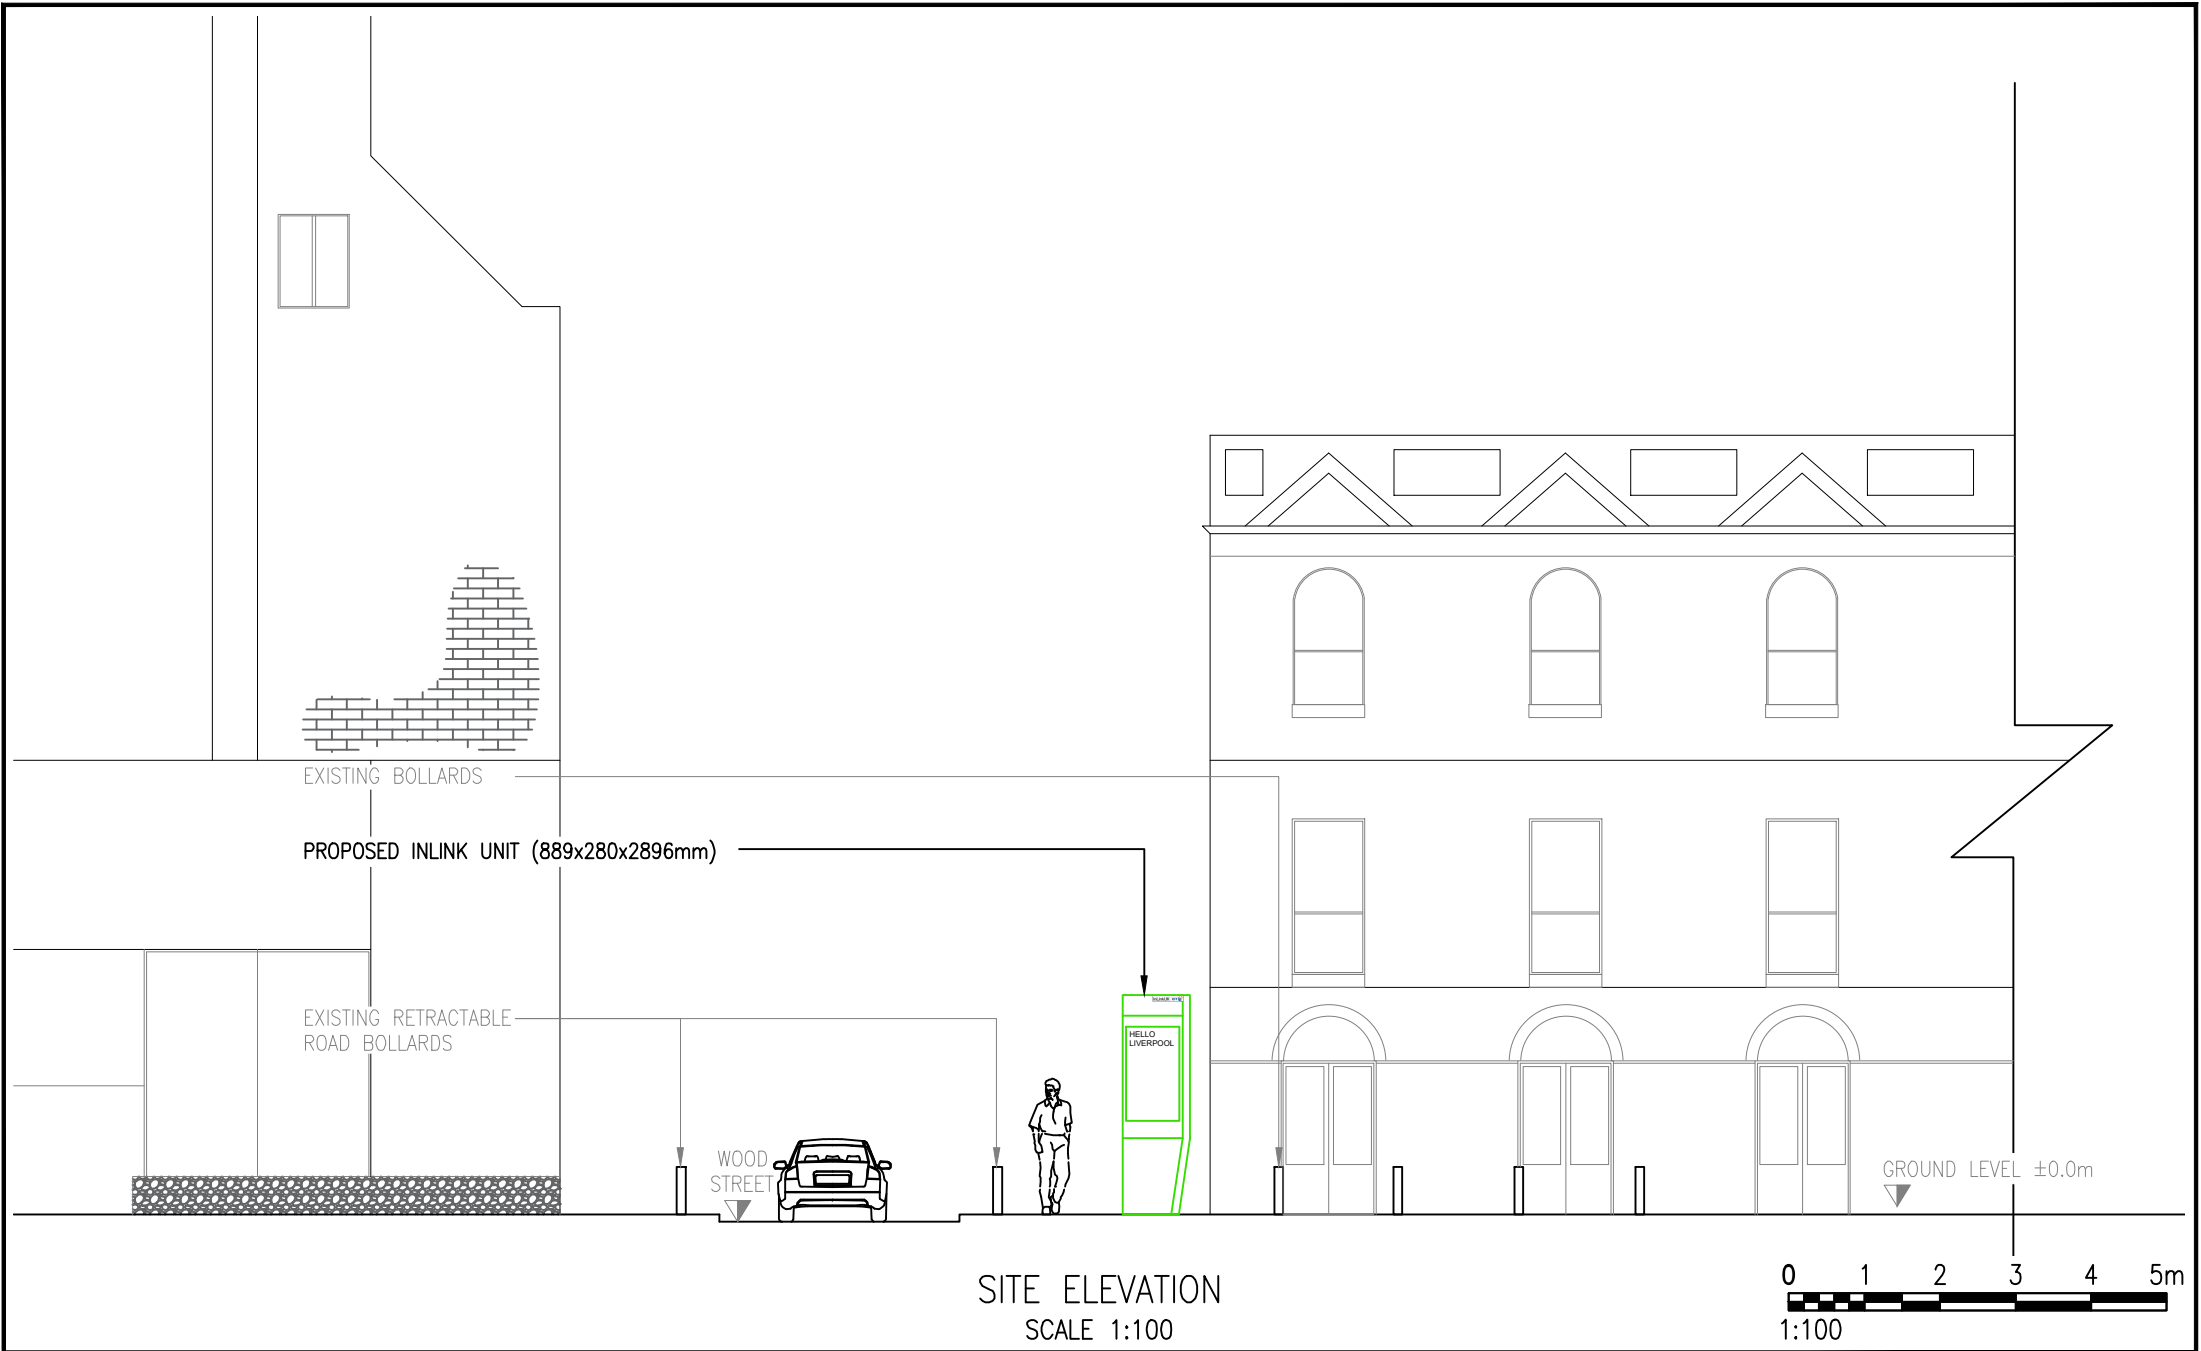 EXISTING BOLLARDS
PROPOSED INLINK UNIT (889x280x2896mm)
EXISTING RETRACTABLE
ROAD BOLLARDS
HELLO
LIVERPOOL
WOOD
STREET
GROUND LEVEL ±0.0m
SITE ELEVATION
SCALE 1:100
0 1 2 3 4 5m
1:100